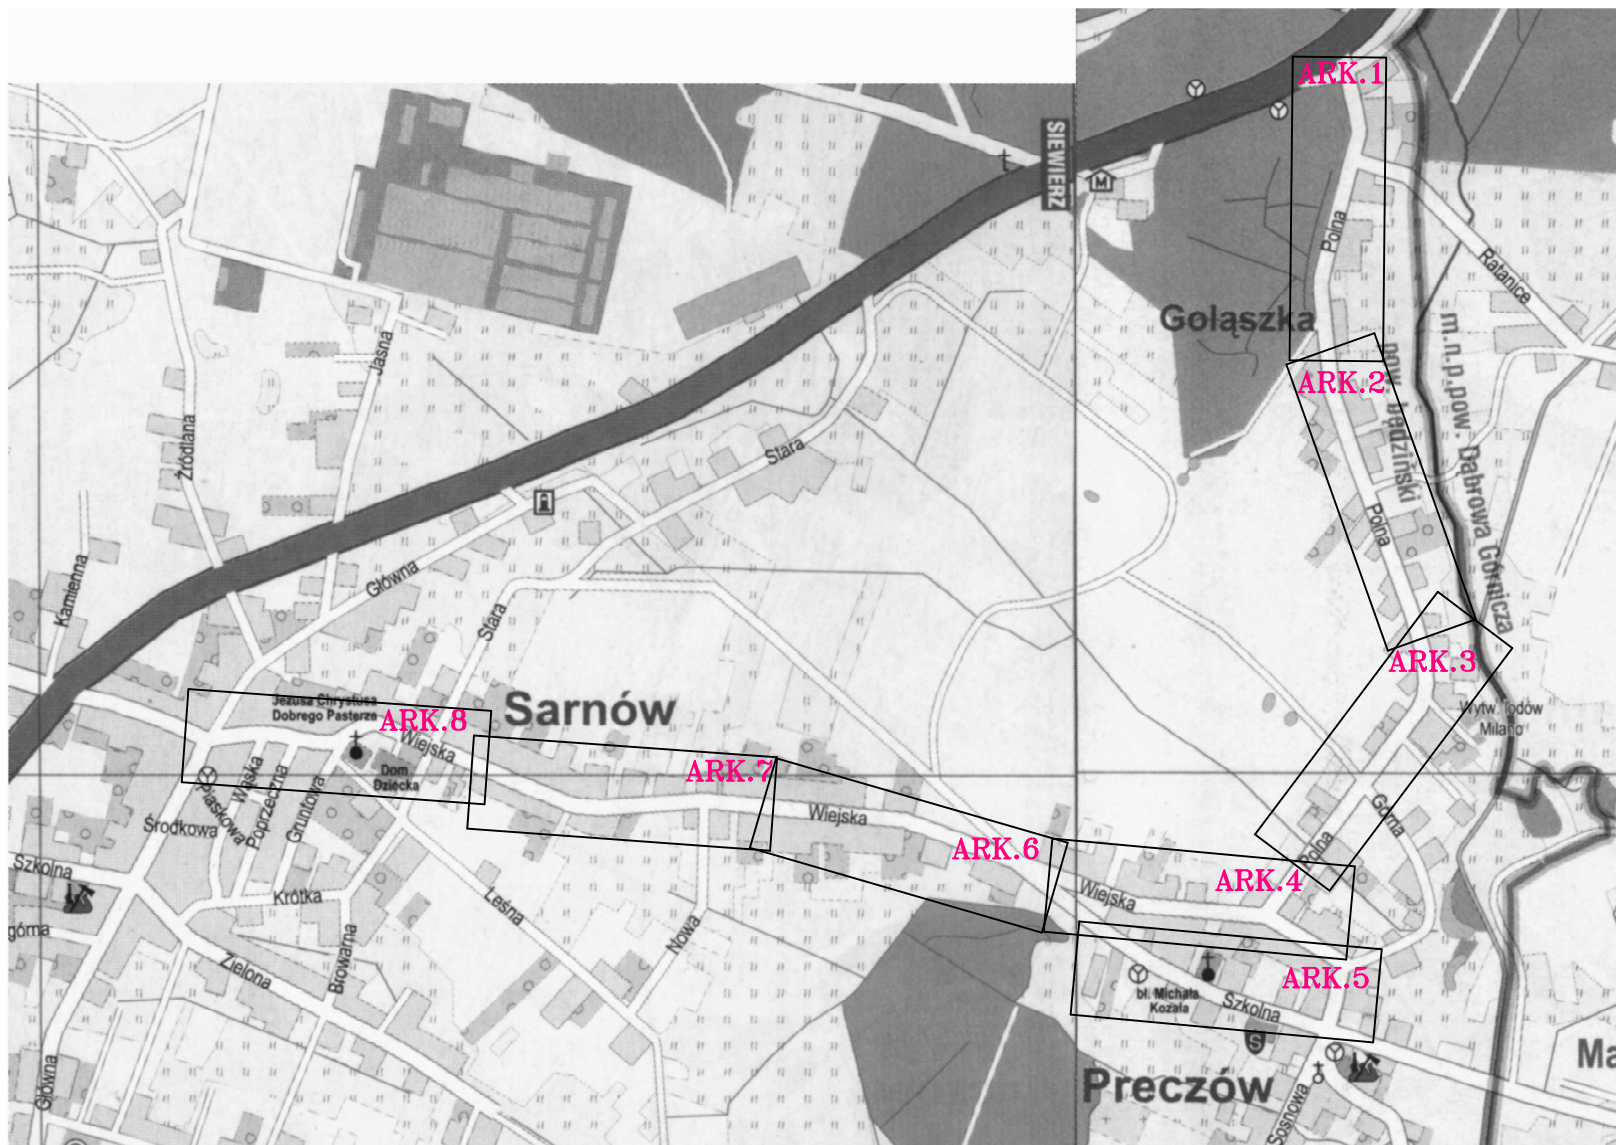 ARK.1
SIEWIERZ
M
Polna
Ratanice
Gołąszka
Jasna
ARK.2
pow. będziński
m.n.p.pow. Dąbrowa Górnicza
Źródlana
Stara
Polna
Kamienna
Główna
Stara
ARK.3
Jezusa Chrystusa
Dobrego Pasterza
ARK.8
Sarnów
Wytw. lodów
Milano
Wiejska
Dom
Dziecka
ARK.7
Wąska
Piaskowa
Poprzeczna
Gruntowa
Środkowa
Wiejska
Górna
ARK.6
Polna
Szkolna
ARK.4
Wiejska
Krótka
Leśna
górna
Nowa
Browarna
Zielona
ARK.5
bł. Michała
Kozala
Szkolna
S
Główna
Preczów
Sosnowa
Ma